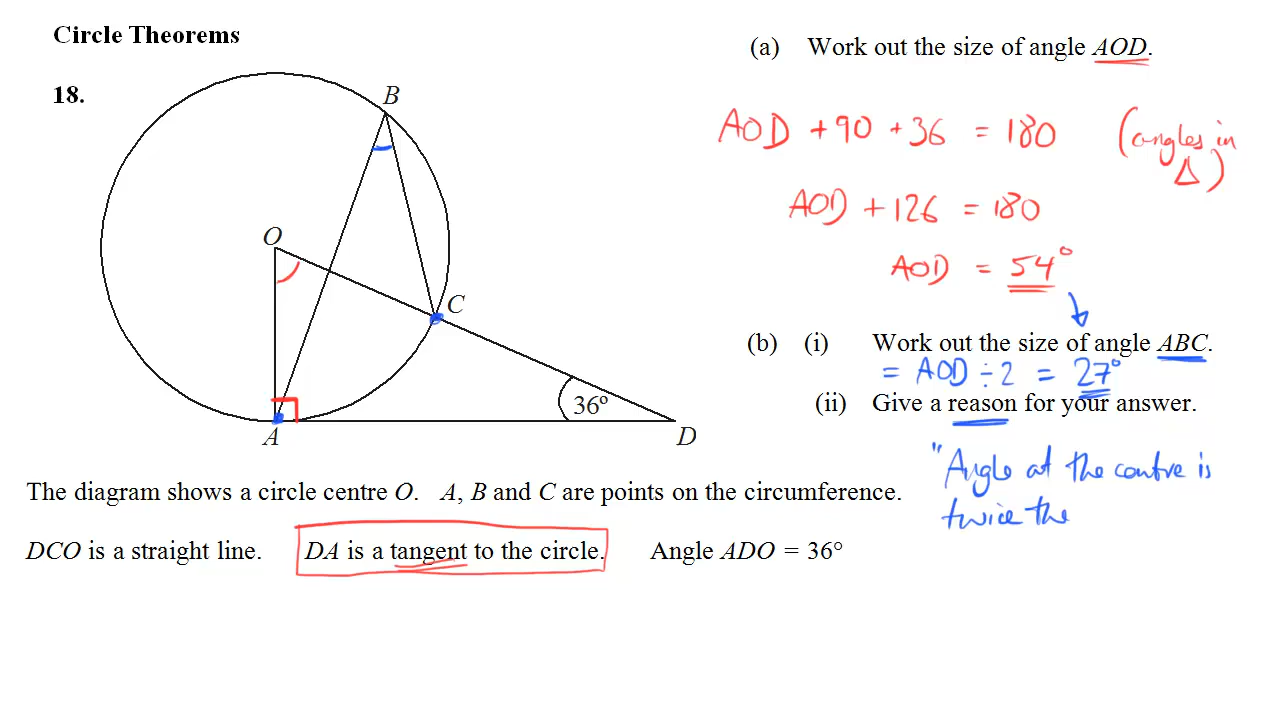 Circle Theorems
18.
B
O
C
36°
A
D
The diagram shows a circle centre O. A, B and C are points on the circumference.
DCO is a straight line. DA is a tangent to the circle. Angle ADO = 36°
(a) Work out the size of angle AOD.
AOD + 90 + 36 = 180 (angles in
Δ)
AOD + 126 = 180
AOD = 54°
(b) (i) Work out the size of angle ABC.
= AOD ÷ 2 = 27°
(ii) Give a reason for your answer.
"Angle at the centre is
twice the